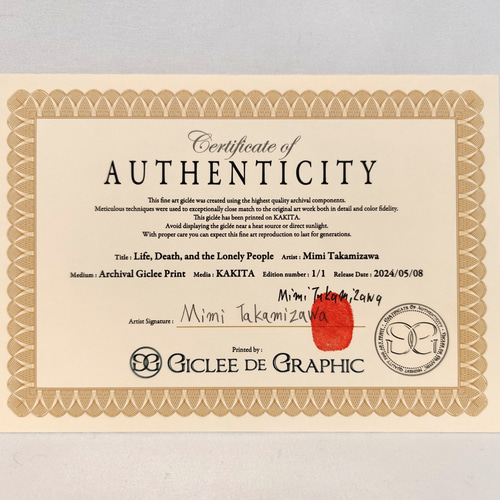 Certificate of
AUTHENTICITY
This fine art giclée was created using the highest quality archival components.
Meticulous techniques were used to exceptionally close match to the original art work both in detail and color fidelity.
This giclée has been printed on KAKITA.
Avoid displaying the giclée near a heat source or direct sunlight.
With proper care you can expect this fine art reproduction to last for generations.
Title : Life, Death, and the Lonely People Artist : Mimi Takamizawa
Medium : Archival Giclee Print Media : KAKITA Edition number : 1/1 Release Date : 2024/05/08
Mimi Takamizawa
Artist Signature : Mimi Takamizawa
Printed by :
GICLEE DE GRAPHIC